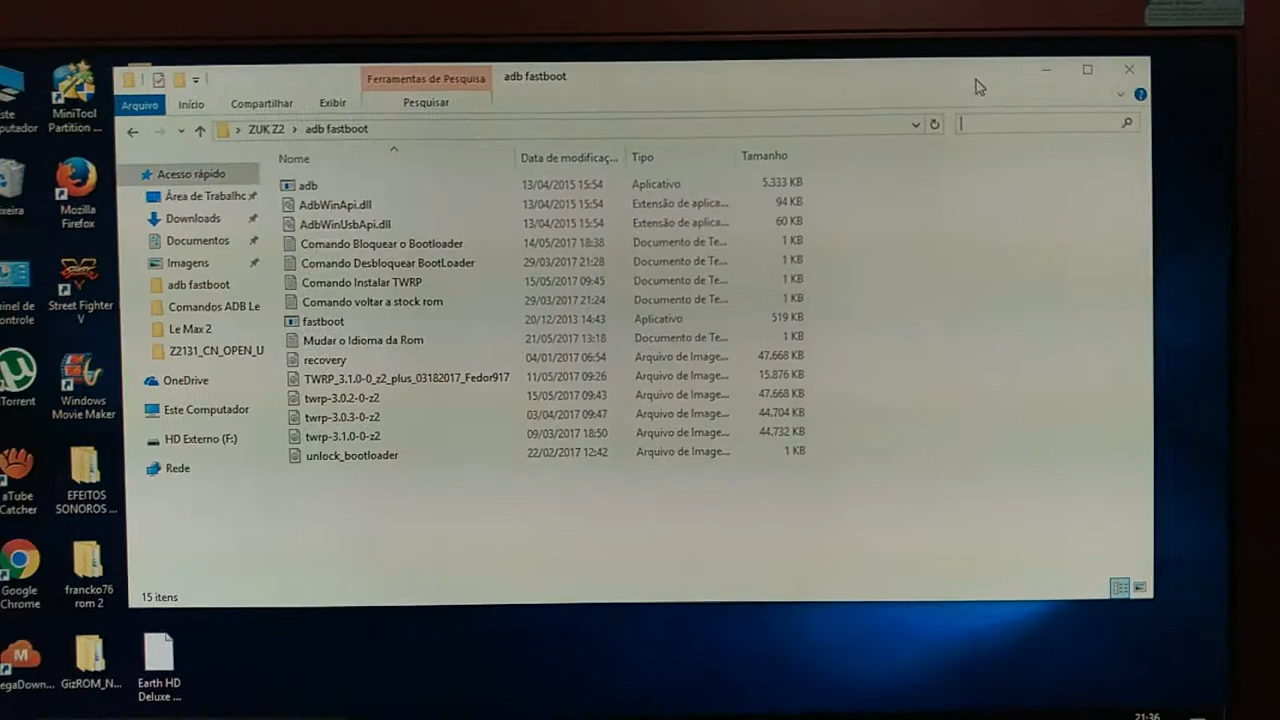 Ferramentas de Pesquisa
adb fastboot
Arquivo
Início
Compartilhar
Exibir
Pesquisar
ZUK Z2 > adb fastboot
Nome
Data de modificaç...
Tipo
Tamanho
adb 13/04/2015 15:54 Aplicativo 5.333 KB
AdbWinApi.dll 13/04/2015 15:54 Extensão de aplica... 94 KB
AdbWinUsbApi.dll 13/04/2015 15:54 Extensão de aplica... 60 KB
Comando Bloquear o Bootloader 14/05/2017 18:38 Documento de Te... 1 KB
Comando Desbloquear BootLoader 29/03/2017 21:28 Documento de Te... 1 KB
Comando Instalar TWRP 15/05/2017 09:45 Documento de Te... 1 KB
Comando voltar a stock rom 29/03/2017 21:24 Documento de Te... 1 KB
fastboot 20/12/2013 14:43 Aplicativo 519 KB
Mudar o Idioma da Rom 21/05/2017 13:18 Documento de Te... 1 KB
recovery 04/01/2017 06:54 Arquivo de Image... 47.668 KB
TWRP_3.1.0-0_z2_plus_03182017_Fedor917 11/05/2017 09:26 Arquivo de Image... 15.876 KB
twrp-3.0.2-0-z2 15/05/2017 09:43 Arquivo de Image... 47.668 KB
twrp-3.0.3-0-z2 03/04/2017 09:47 Arquivo de Image... 44.704 KB
twrp-3.1.0-0-z2 09/03/2017 18:50 Arquivo de Image... 44.732 KB
unlock_bootloader 22/02/2017 12:42 Arquivo de Image... 1 KB
Acesso rápido
Área de Trabalhc
Downloads
Documentos
Imagens
adb fastboot
Comandos ADB Le
Le Max 2
Z2131_CN_OPEN_U
OneDrive
Este Computador
HD Externo (F:)
Rede
15 itens
ste
putador
MiniTool
Partition ...
ixeira
Mozilla
Firefox
inel de
ontrole
Street Fighter
V
Torrent
Windows
Movie Maker
aTube
Catcher
EFEITOS
SONOROS ...
Google
Chrome
francko76
rom 2
egaDown...
GizROM_N...
Earth HD
Deluxe ...
21:36